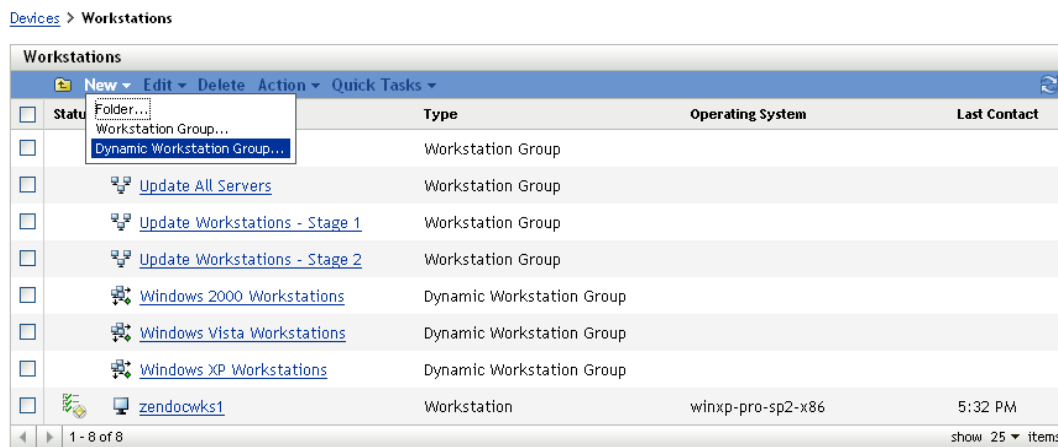 Devices > Workstations
Workstations
New Edit Delete Action Quick Tasks
Folder...
Workstation Group...
Dynamic Workstation Group...
Type Operating System Last Contact
Workstation Group
Update All Servers Workstation Group
Update Workstations - Stage 1 Workstation Group
Update Workstations - Stage 2 Workstation Group
Windows 2000 Workstations Dynamic Workstation Group
Windows Vista Workstations Dynamic Workstation Group
Windows XP Workstations Dynamic Workstation Group
zendocwks1 Workstation winxp-pro-sp2-x86 5:32 PM
1 - 8 of 8 show 25 items